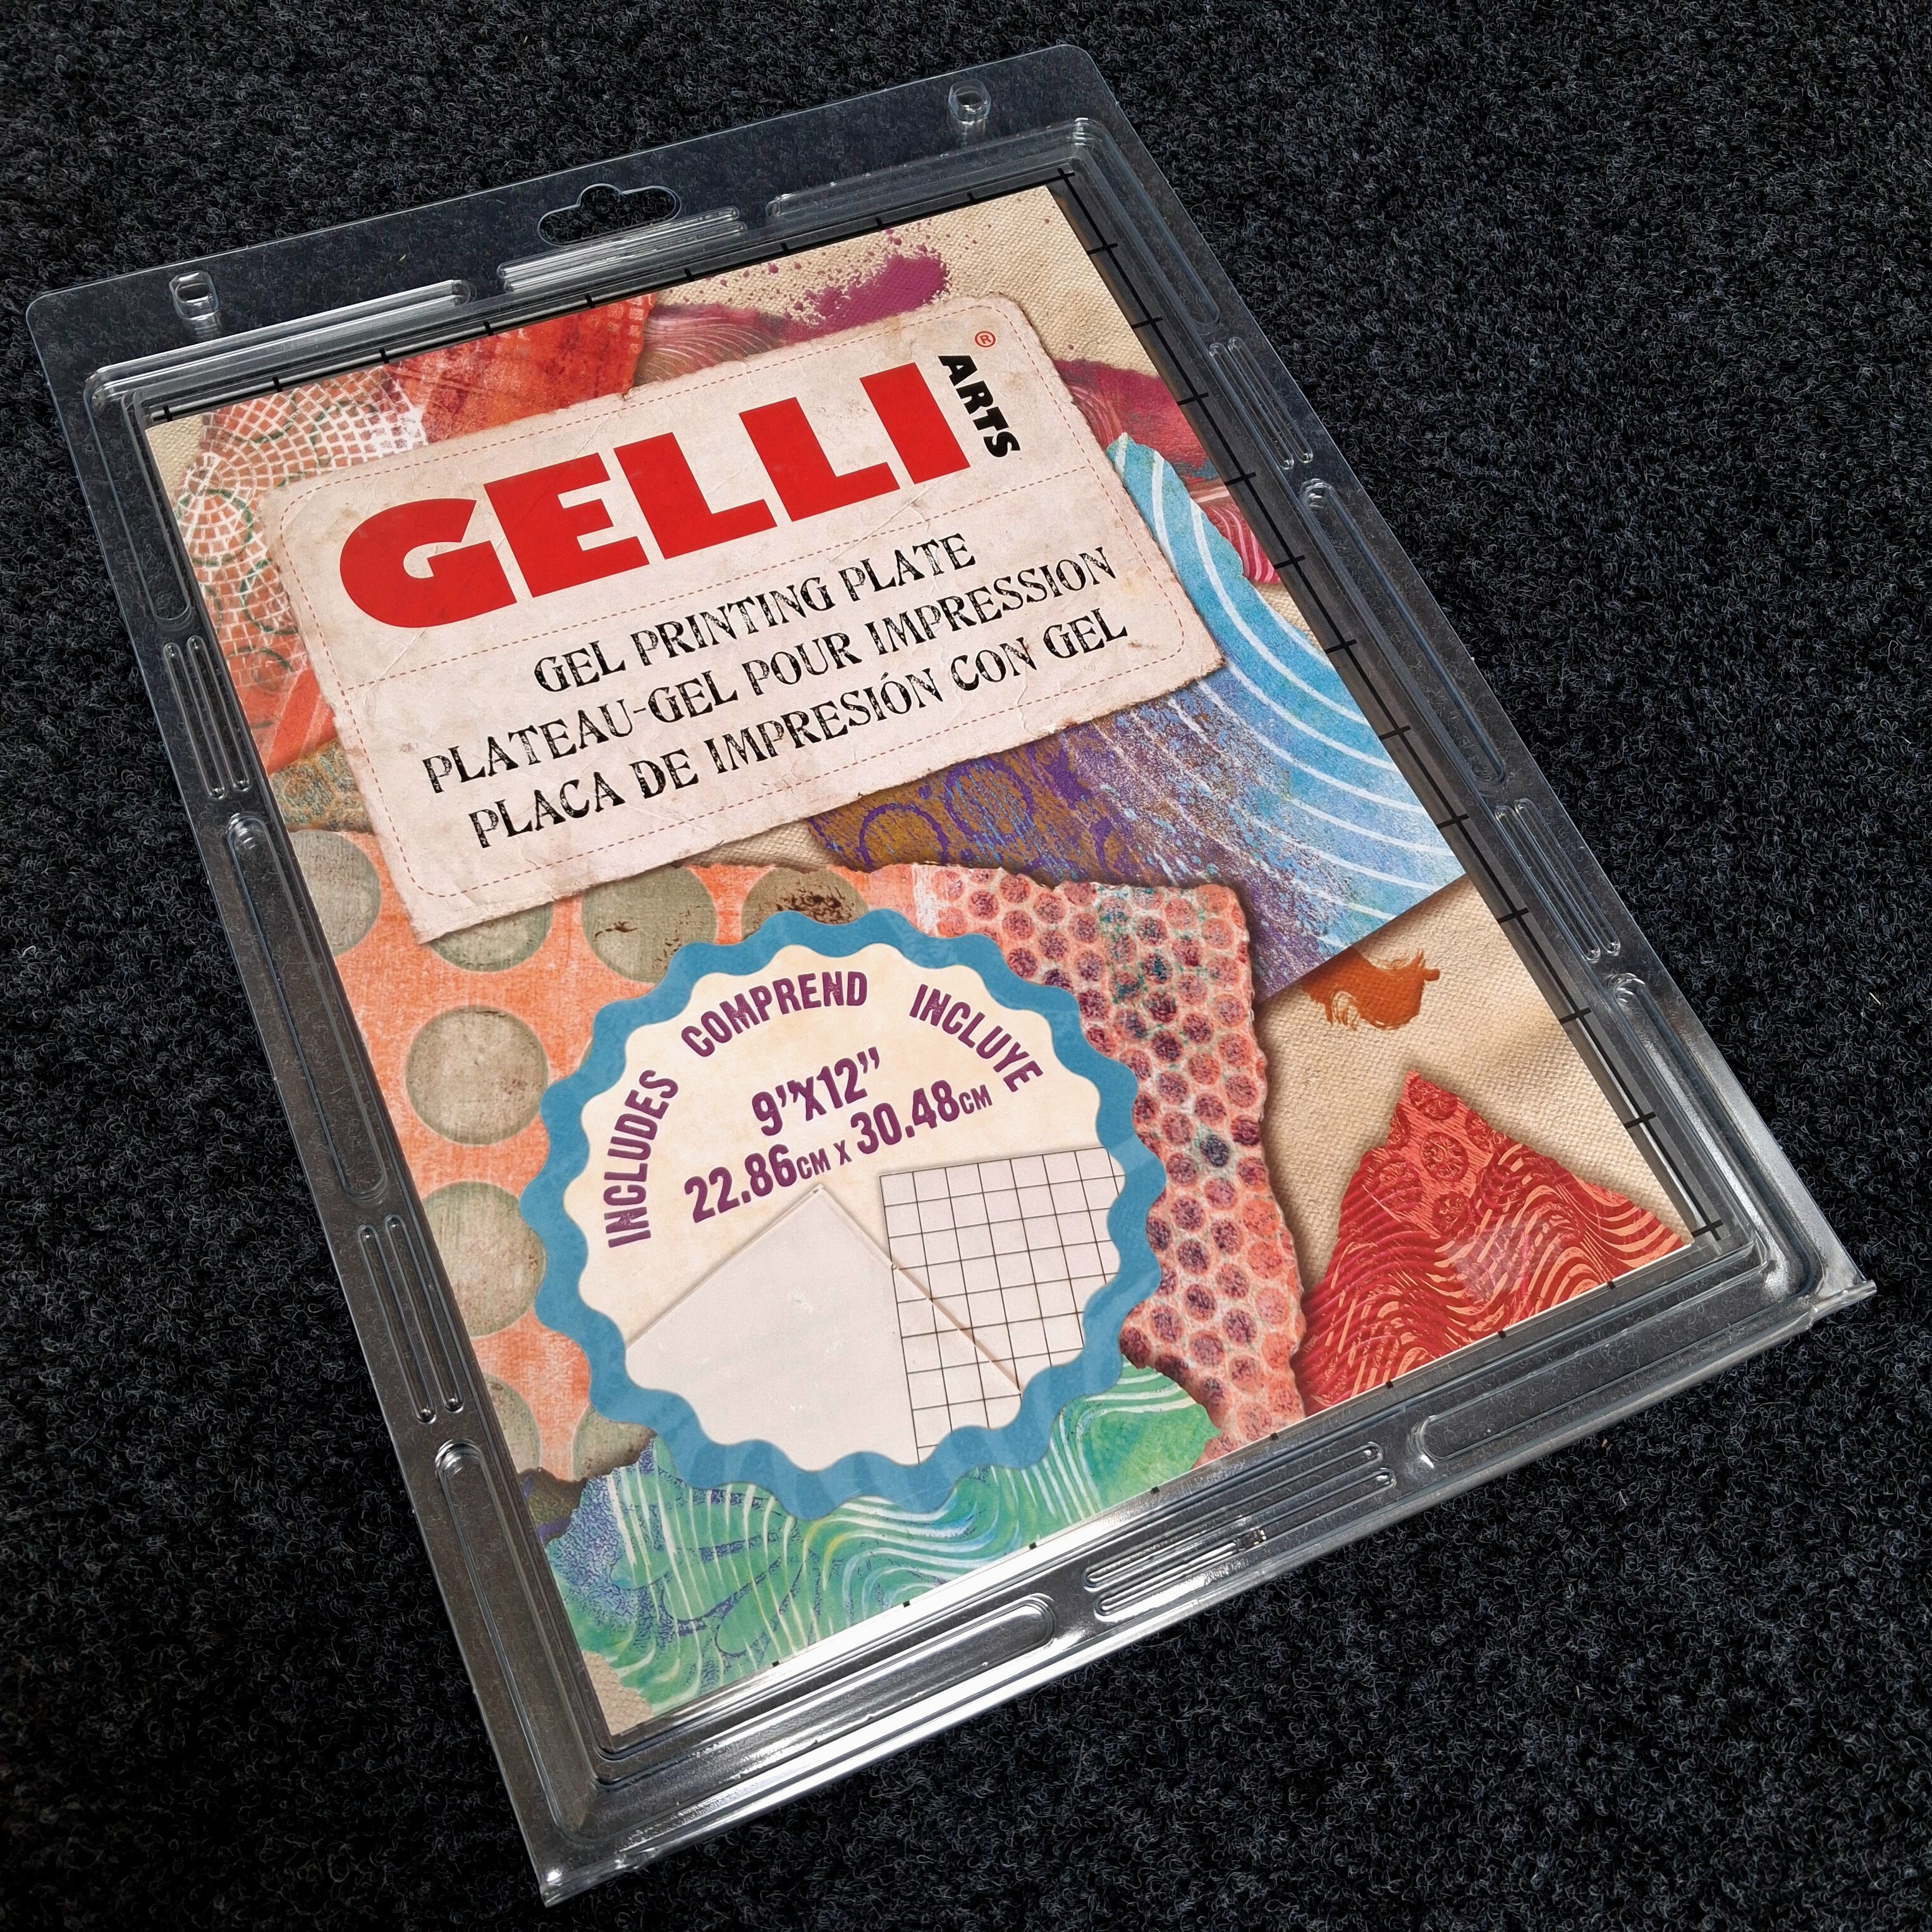 GELLI ARTS®
GEL PRINTING PLATE
PLATEAU-GEL POUR IMPRESSION
PLACA DE IMPRESIÓN CON GEL
INCLUDES COMPREND INCLUYE
9"X12"
22.86CM X 30.48CM